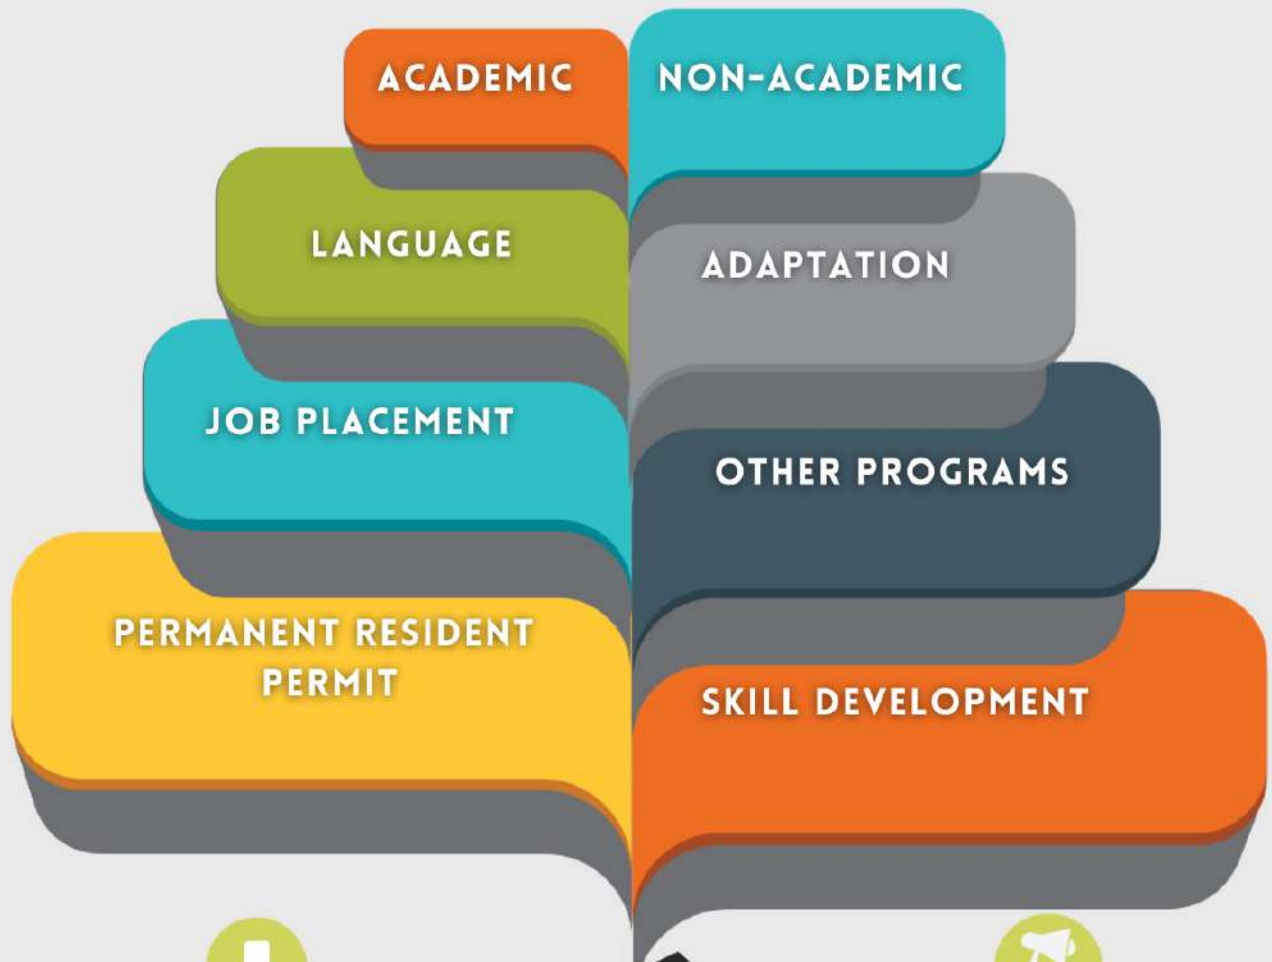 ACADEMIC
NON-ACADEMIC
LANGUAGE
ADAPTATION
JOB PLACEMENT
OTHER PROGRAMS
PERMANENT RESIDENT
PERMIT
SKILL DEVELOPMENT